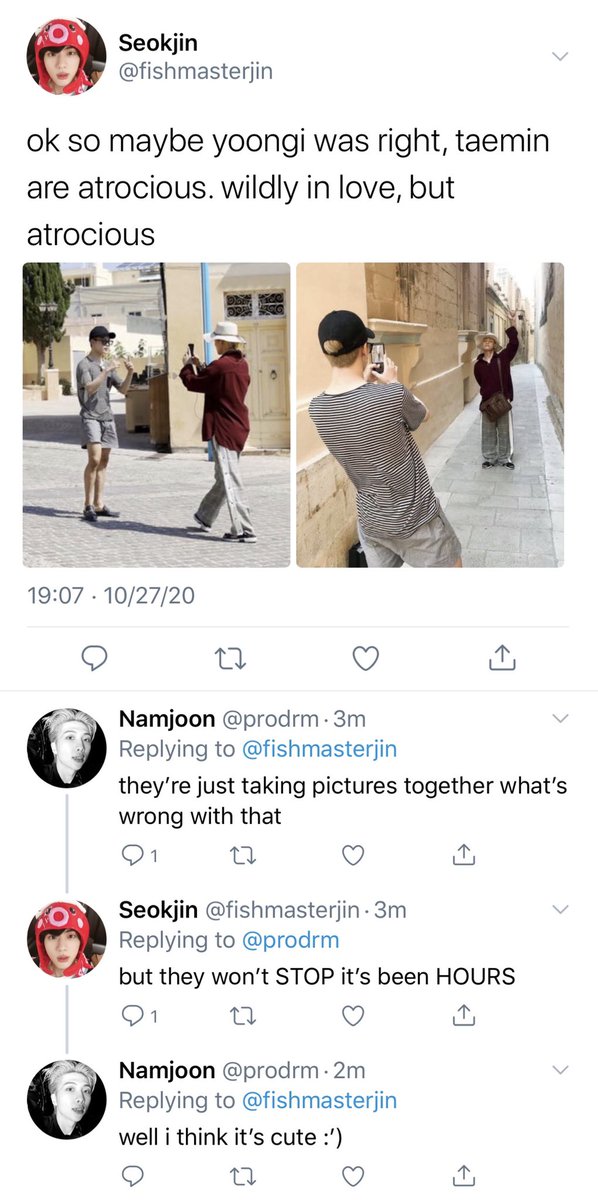 Seokjin
@fishmasterjin
ok so maybe yoongi was right, taemin
are atrocious. wildly in love, but
atrocious
19:07 · 10/27/20
Namjoon @prodrm · 3m
Replying to @fishmasterjin
they’re just taking pictures together what’s
wrong with that
1
Seokjin @fishmasterjin · 3m
Replying to @prodrm
but they won’t STOP it’s been HOURS
1
Namjoon @prodrm · 2m
Replying to @fishmasterjin
well i think it’s cute :’)